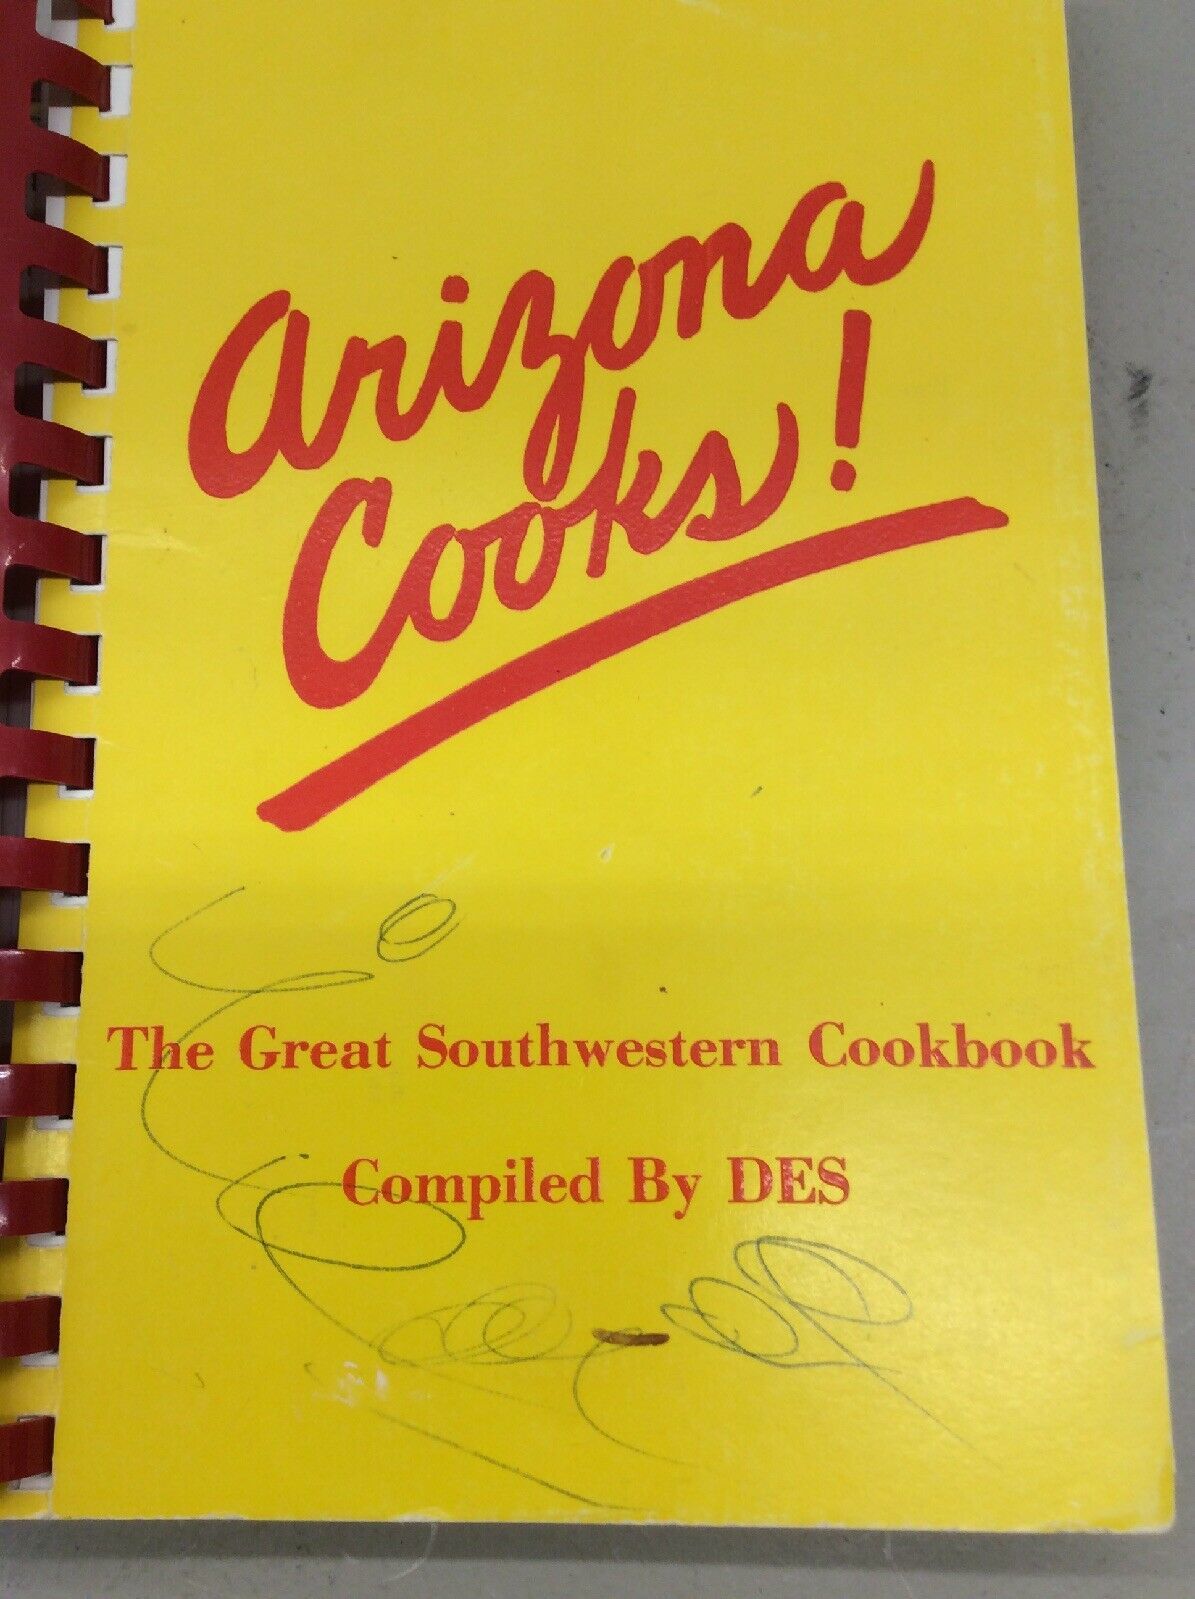 Arizona
Cooks!
The Great Southwestern Cookbook
Compiled By DES